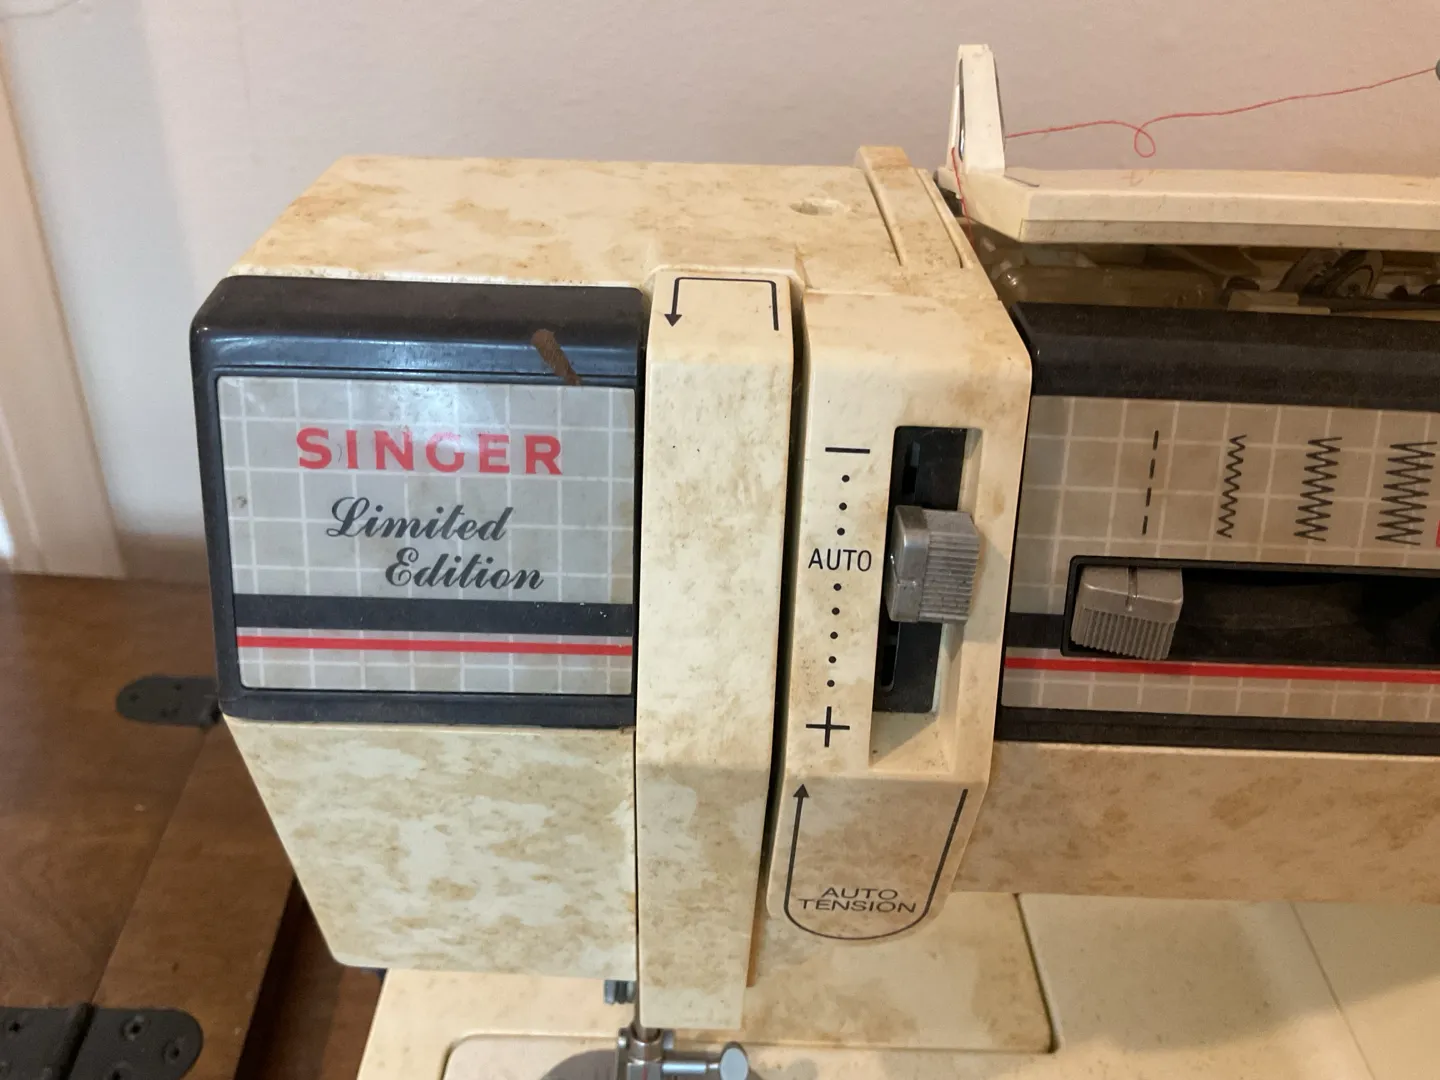 SINGER
Limited
Edition
AUTO
AUTO
TENSION